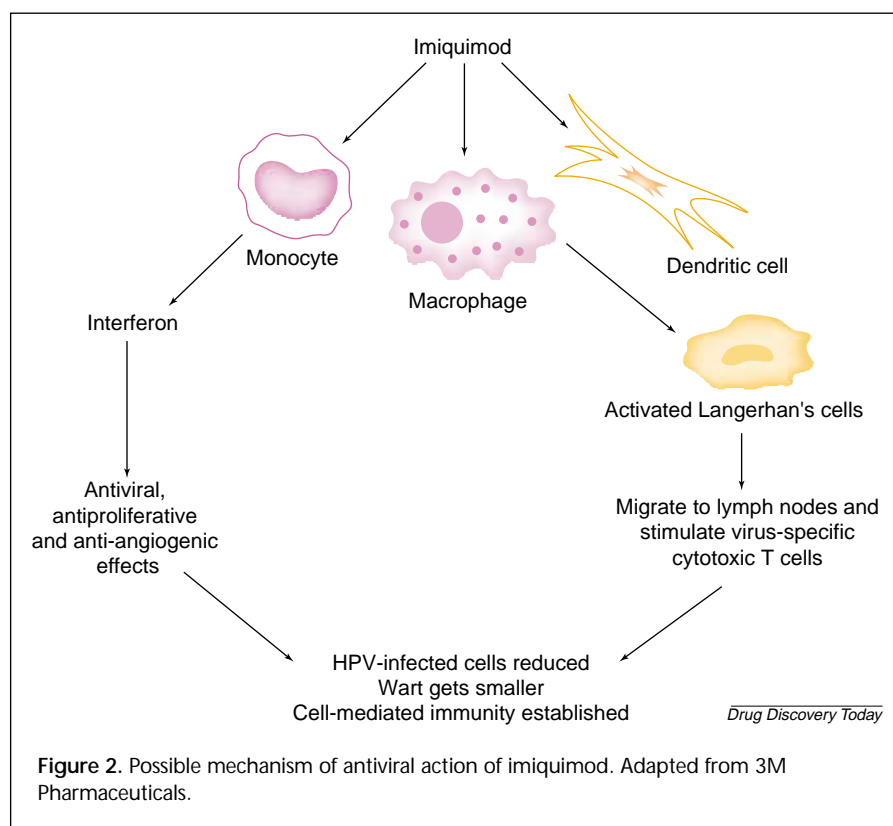 Imiquimod
Monocyte
Macrophage
Dendritic cell
Interferon
Activated Langerhan's cells
Antiviral,
antiproliferative
and anti-angiogenic
effects
Migrate to lymph nodes and
stimulate virus-specific
cytotoxic T cells
HPV-infected cells reduced
Wart gets smaller
Cell-mediated immunity established
Drug Discovery Today
Figure 2. Possible mechanism of antiviral action of imiquimod. Adapted from 3M
Pharmaceuticals.